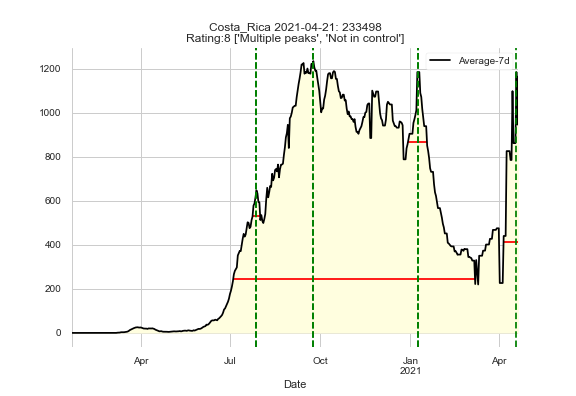 Costa_Rica 2021-04-21: 233498
Rating:8 ['Multiple peaks', 'Not in control']
Average-7d
1200
1000
800
600
400
200
0
Apr
Jul
Oct
Jan
2021
Apr
Date